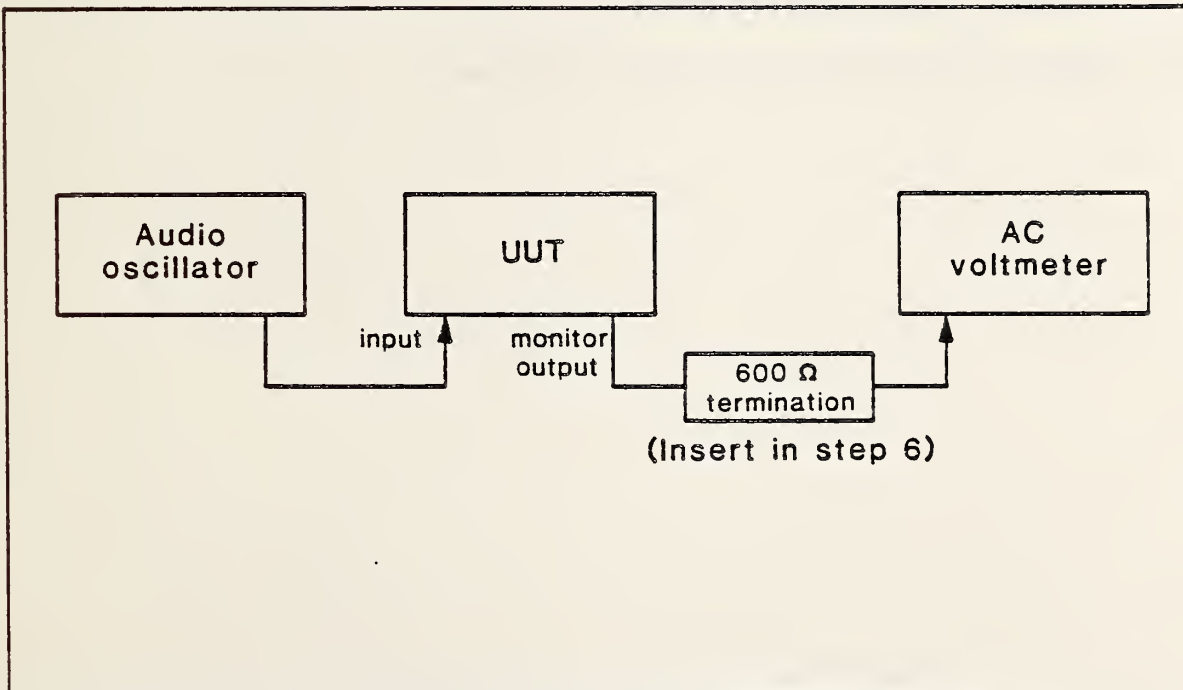 Audio
oscillator
UUT
AC
voltmeter
input
monitor
output
600 Ω
termination
(Insert in step 6)